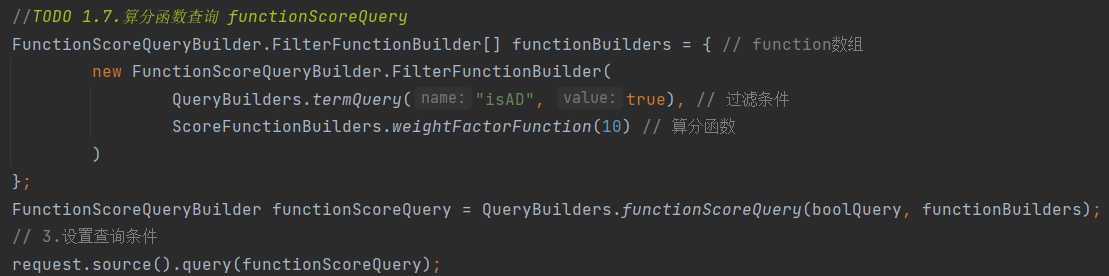 //TODO 1.7.算分函数查询 functionScoreQuery
FunctionScoreQueryBuilder.FilterFunctionBuilder[] functionBuilders = { // function数组
new FunctionScoreQueryBuilder.FilterFunctionBuilder(
QueryBuilders.termQuery( name: "isAD", value: true), // 过滤条件
ScoreFunctionBuilders.weightFactorFunction(10) // 算分函数
)
};
FunctionScoreQueryBuilder functionScoreQuery = QueryBuilders.functionScoreQuery(boolQuery, functionBuilders);
// 3.设置查询条件
request.source().query(functionScoreQuery);